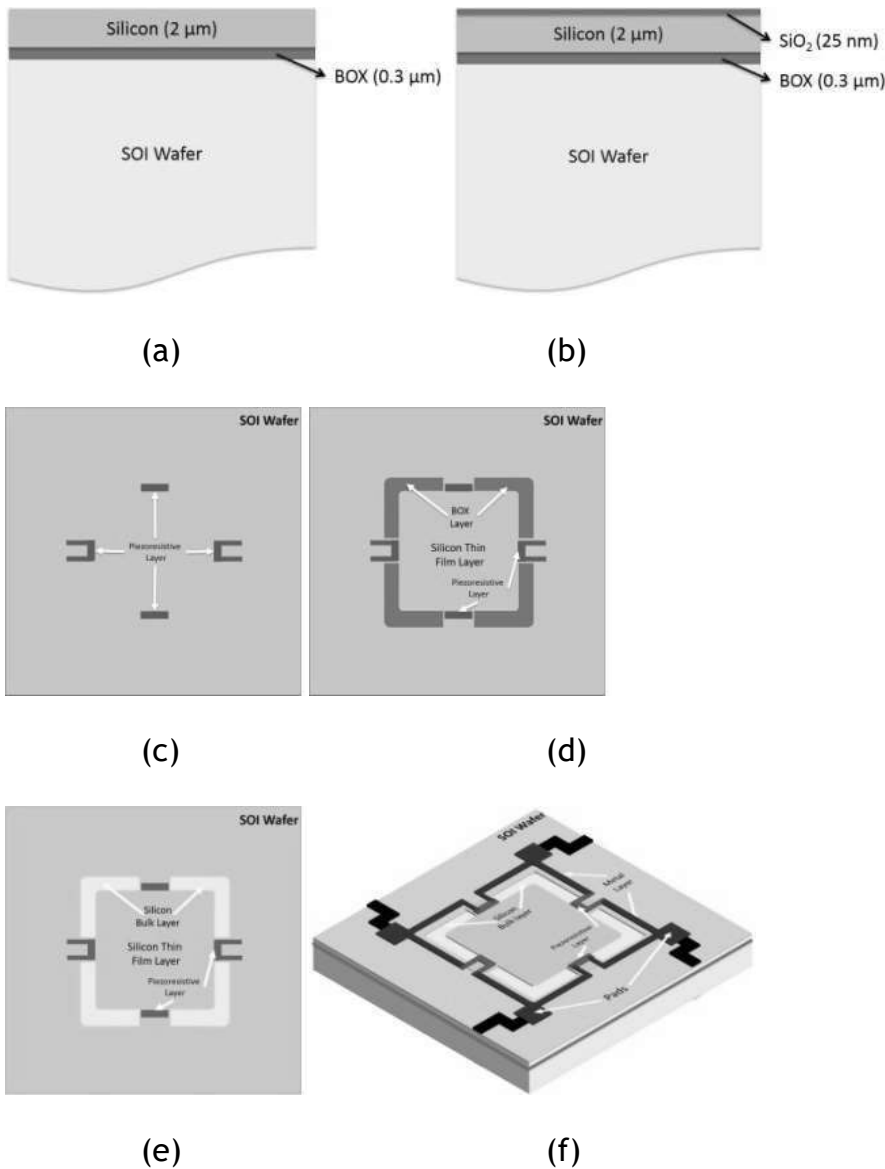 Silicon (2 μm)
BOX (0.3 μm)
SOI Wafer
Silicon (2 μm)
SiO₂ (25 nm)
BOX (0.3 μm)
SOI Wafer
(a)
(b)
SOI Wafer
Piezoresistive
Layer
SOI Wafer
BOX
Layer
Silicon Thin
Film Layer
Piezoresistive
Layer
(c)
(d)
SOI Wafer
Silicon
Bulk Layer
Silicon Thin
Film Layer
Piezoresistive
Layer
SOI Wafer
Metal
Layer
Silicon
Bulk Layer
Piezoresistive
Layer
Pads
(e)
(f)